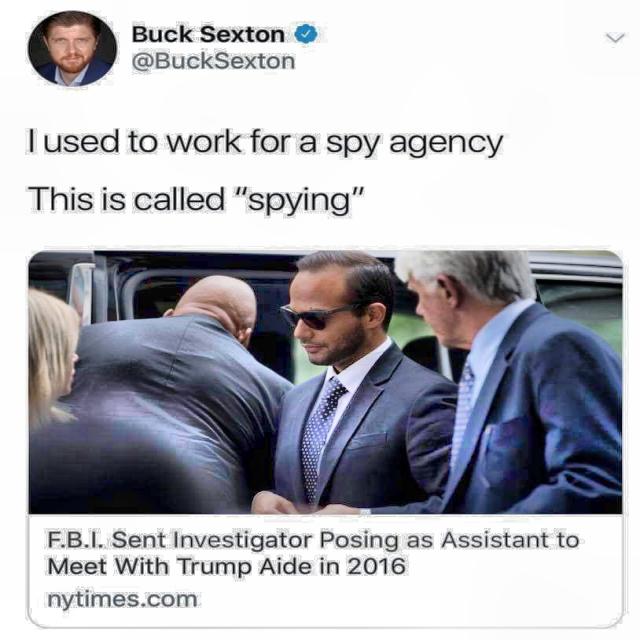 Buck Sexton
@BuckSexton
I used to work for a spy agency
This is called "spying"
F.B.I. Sent Investigator Posing as Assistant to
Meet With Trump Aide in 2016
nytimes.com